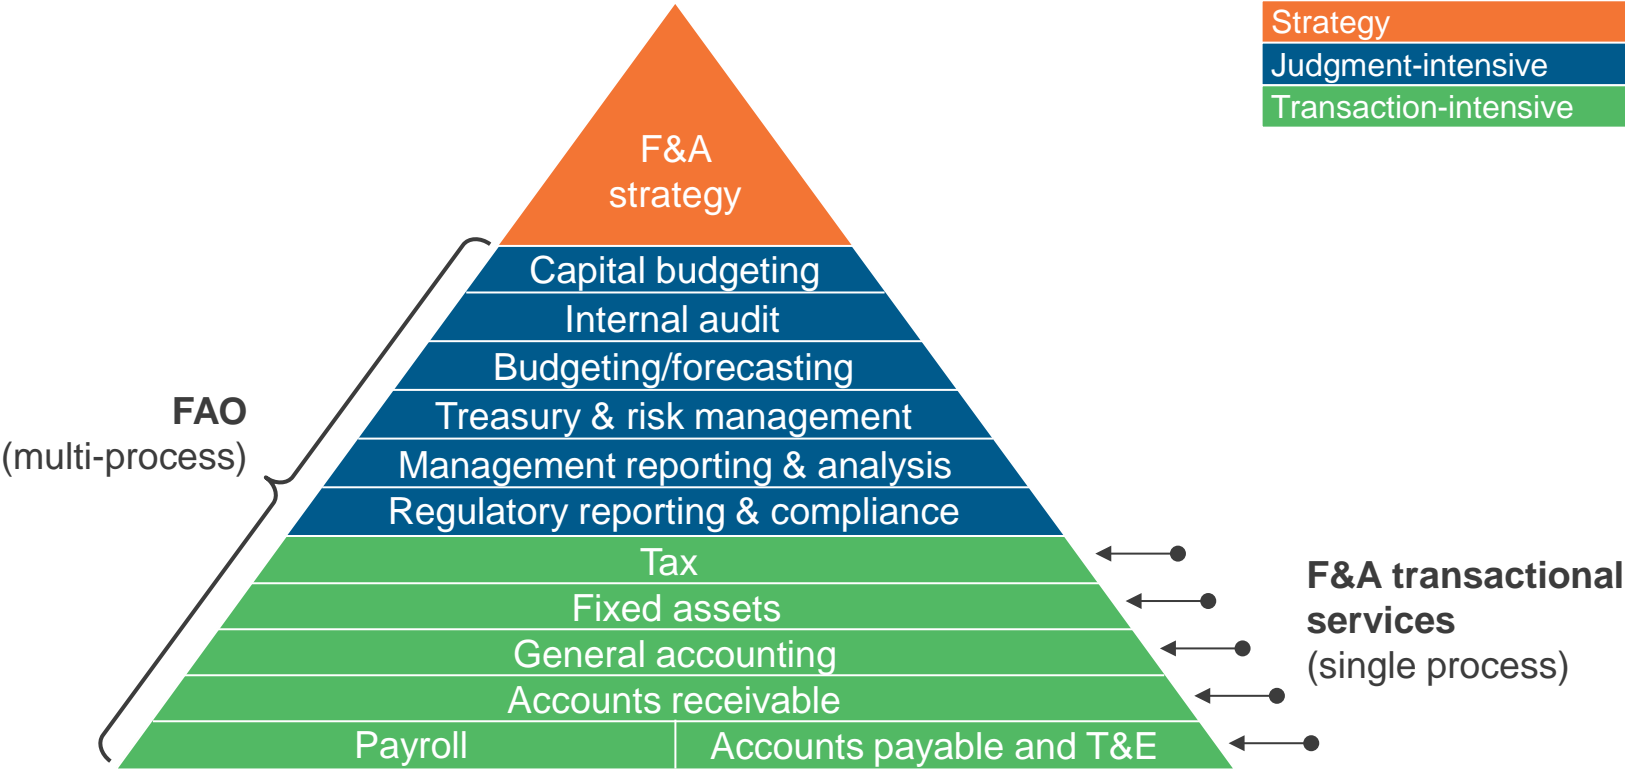 Strategy
Judgment-intensive
Transaction-intensive
F&A
strategy
Capital budgeting
Internal audit
Budgeting/forecasting
Treasury & risk management
Management reporting & analysis
Regulatory reporting & compliance
Tax
Fixed assets
General accounting
Accounts receivable
Payroll
Accounts payable and T&E
FAO
(multi-process)
F&A transactional
services
(single process)